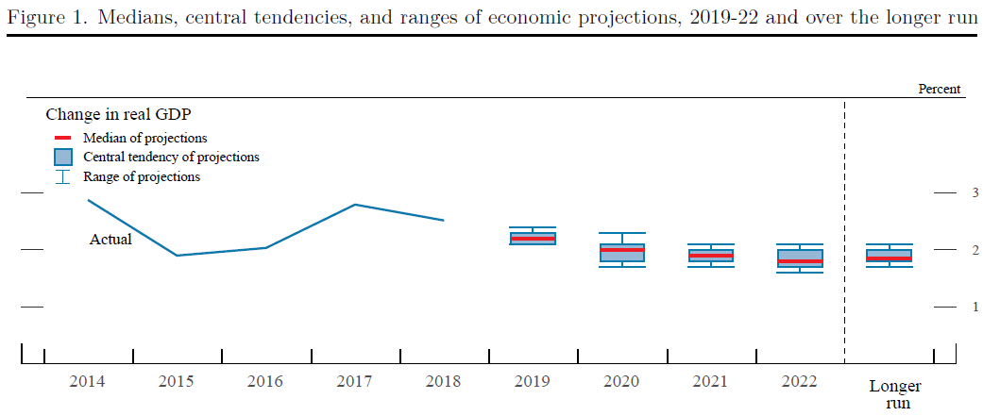 Figure 1. Medians, central tendencies, and ranges of economic projections, 2019-22 and over the longer run
Percent
Change in real GDP
Median of projections
Central tendency of projections
Range of projections
3
Actual
2
1
2014 2015 2016 2017 2018 2019 2020 2021 2022 Longer
run